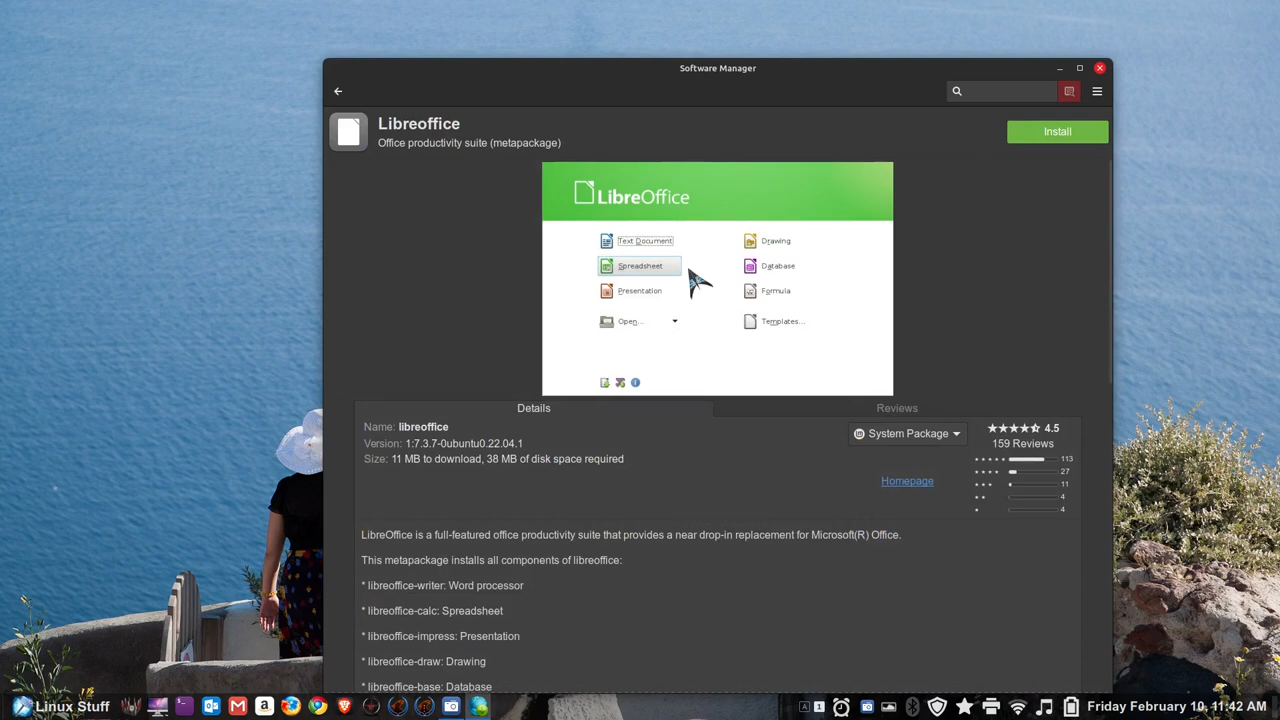 Software Manager
Libreoffice
Office productivity suite (metapackage)
Install
LibreOffice
Text Document
Drawing
Spreadsheet
Database
Presentation
Formula
Open...
Templates...
Details
Reviews
Name: libreoffice
Version: 1:7.3.7-0ubuntu0.22.04.1
Size: 11 MB to download, 38 MB of disk space required
System Package
4.5
159 Reviews
113
27
11
4
4
Homepage
LibreOffice is a full-featured office productivity suite that provides a near drop-in replacement for Microsoft(R) Office.
This metapackage installs all components of libreoffice:
* libreoffice-writer: Word processor
* libreoffice-calc: Spreadsheet
* libreoffice-impress: Presentation
* libreoffice-draw: Drawing
* libreoffice-base: Database
Linux Stuff
A 1
Friday February 10, 11:42 AM